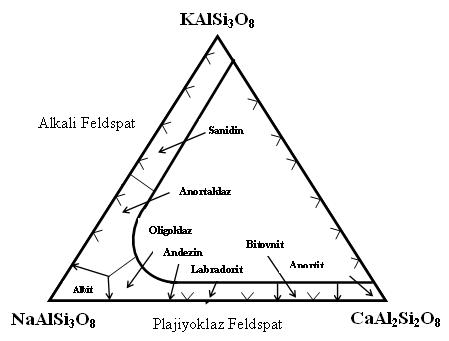 KAlSi₃O₈
Alkali Feldspat
Sanidin
Anortaklaz
Oligoklaz
Andezin
Bitovnit
Labradorit
Anortit
Albit
NaAlSi₃O₈
Plajiyoklaz Feldspat
CaAl₂Si₂O₈